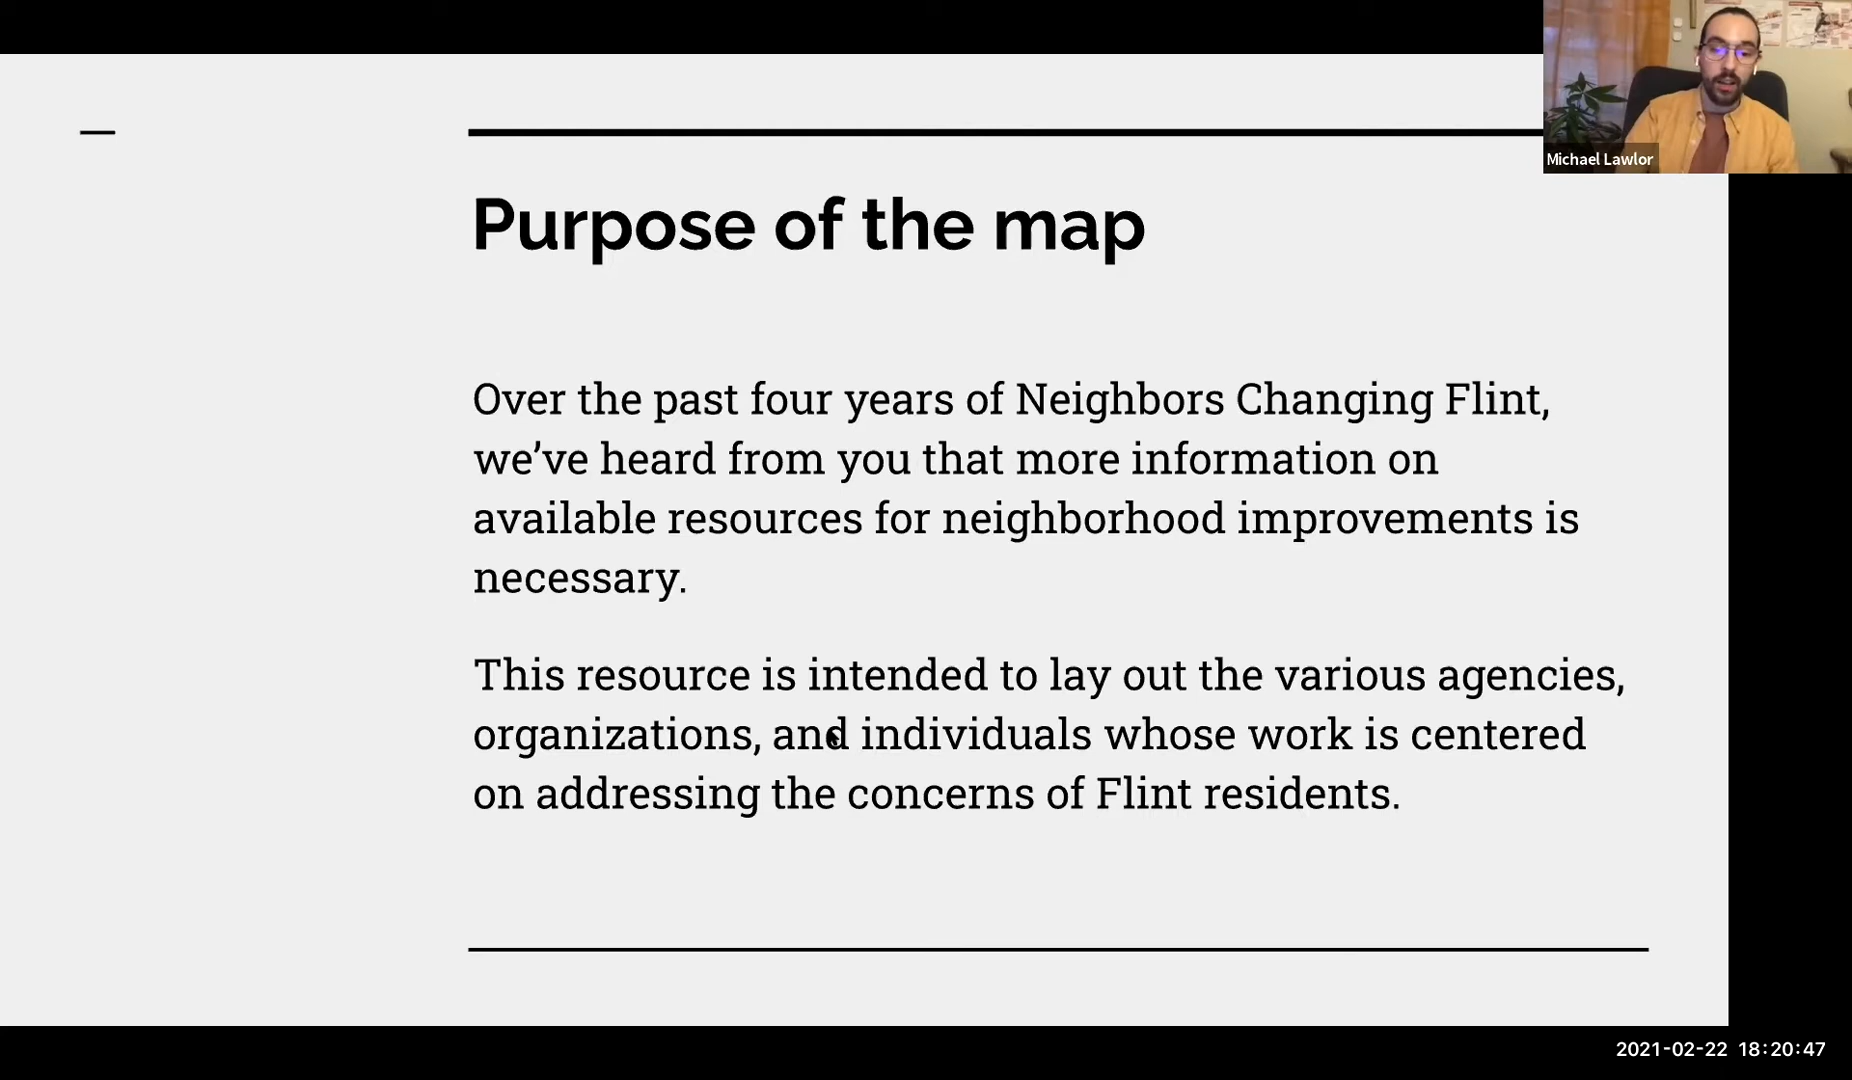 Michael Lawlor
Purpose of the map
Over the past four years of Neighbors Changing Flint,
we’ve heard from you that more information on
available resources for neighborhood improvements is
necessary.
This resource is intended to lay out the various agencies,
organizations, and individuals whose work is centered
on addressing the concerns of Flint residents.
2021-02-22 18:20:47